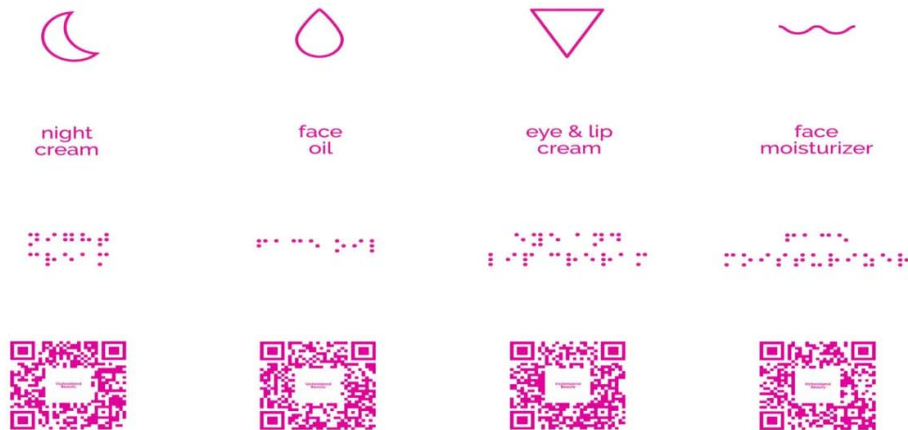 night
cream
⠝⠊⠛⠓⠞
⠉⠗⠑⠁⠍
face
oil
⠋⠁⠉⠑ ⠕⠊⠇
eye & lip
cream
⠑⠽⠑ ⠁⠝⠙
⠇⠊⠏
face
moisturizer
⠋⠁⠉⠑
⠍⠕⠊⠎⠞⠥⠗⠊⠵⠑⠗